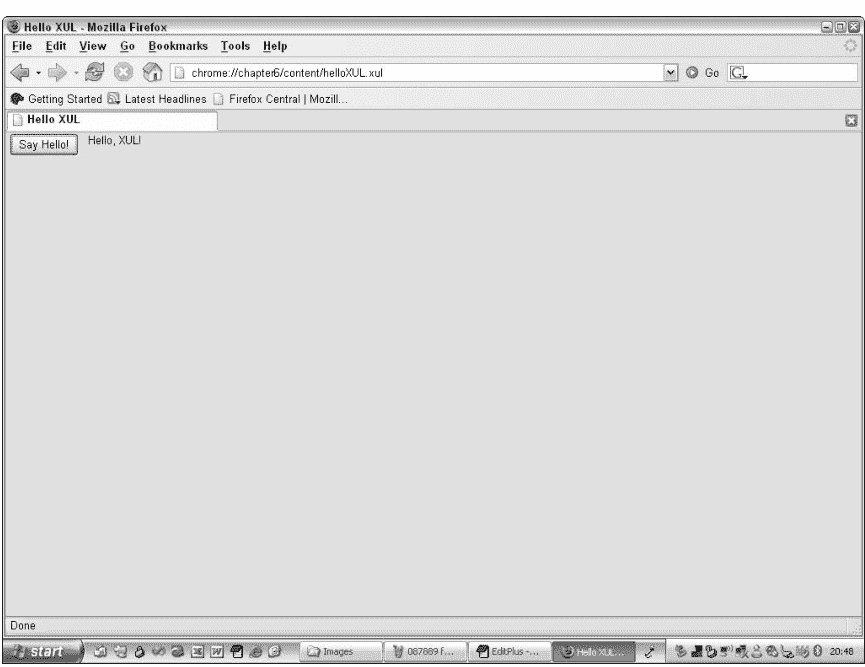 Hello XUL - Mozilla Firefox
File Edit View Go Bookmarks Tools Help
chrome://chapter6/content/helloXUL.xul Go G
Getting Started Latest Headlines Firefox Central | Mozill...
Hello XUL
Say Hello! Hello, XUL!
Done
start Images 087889 f... EditPlus -... Hello XUL... 20:48